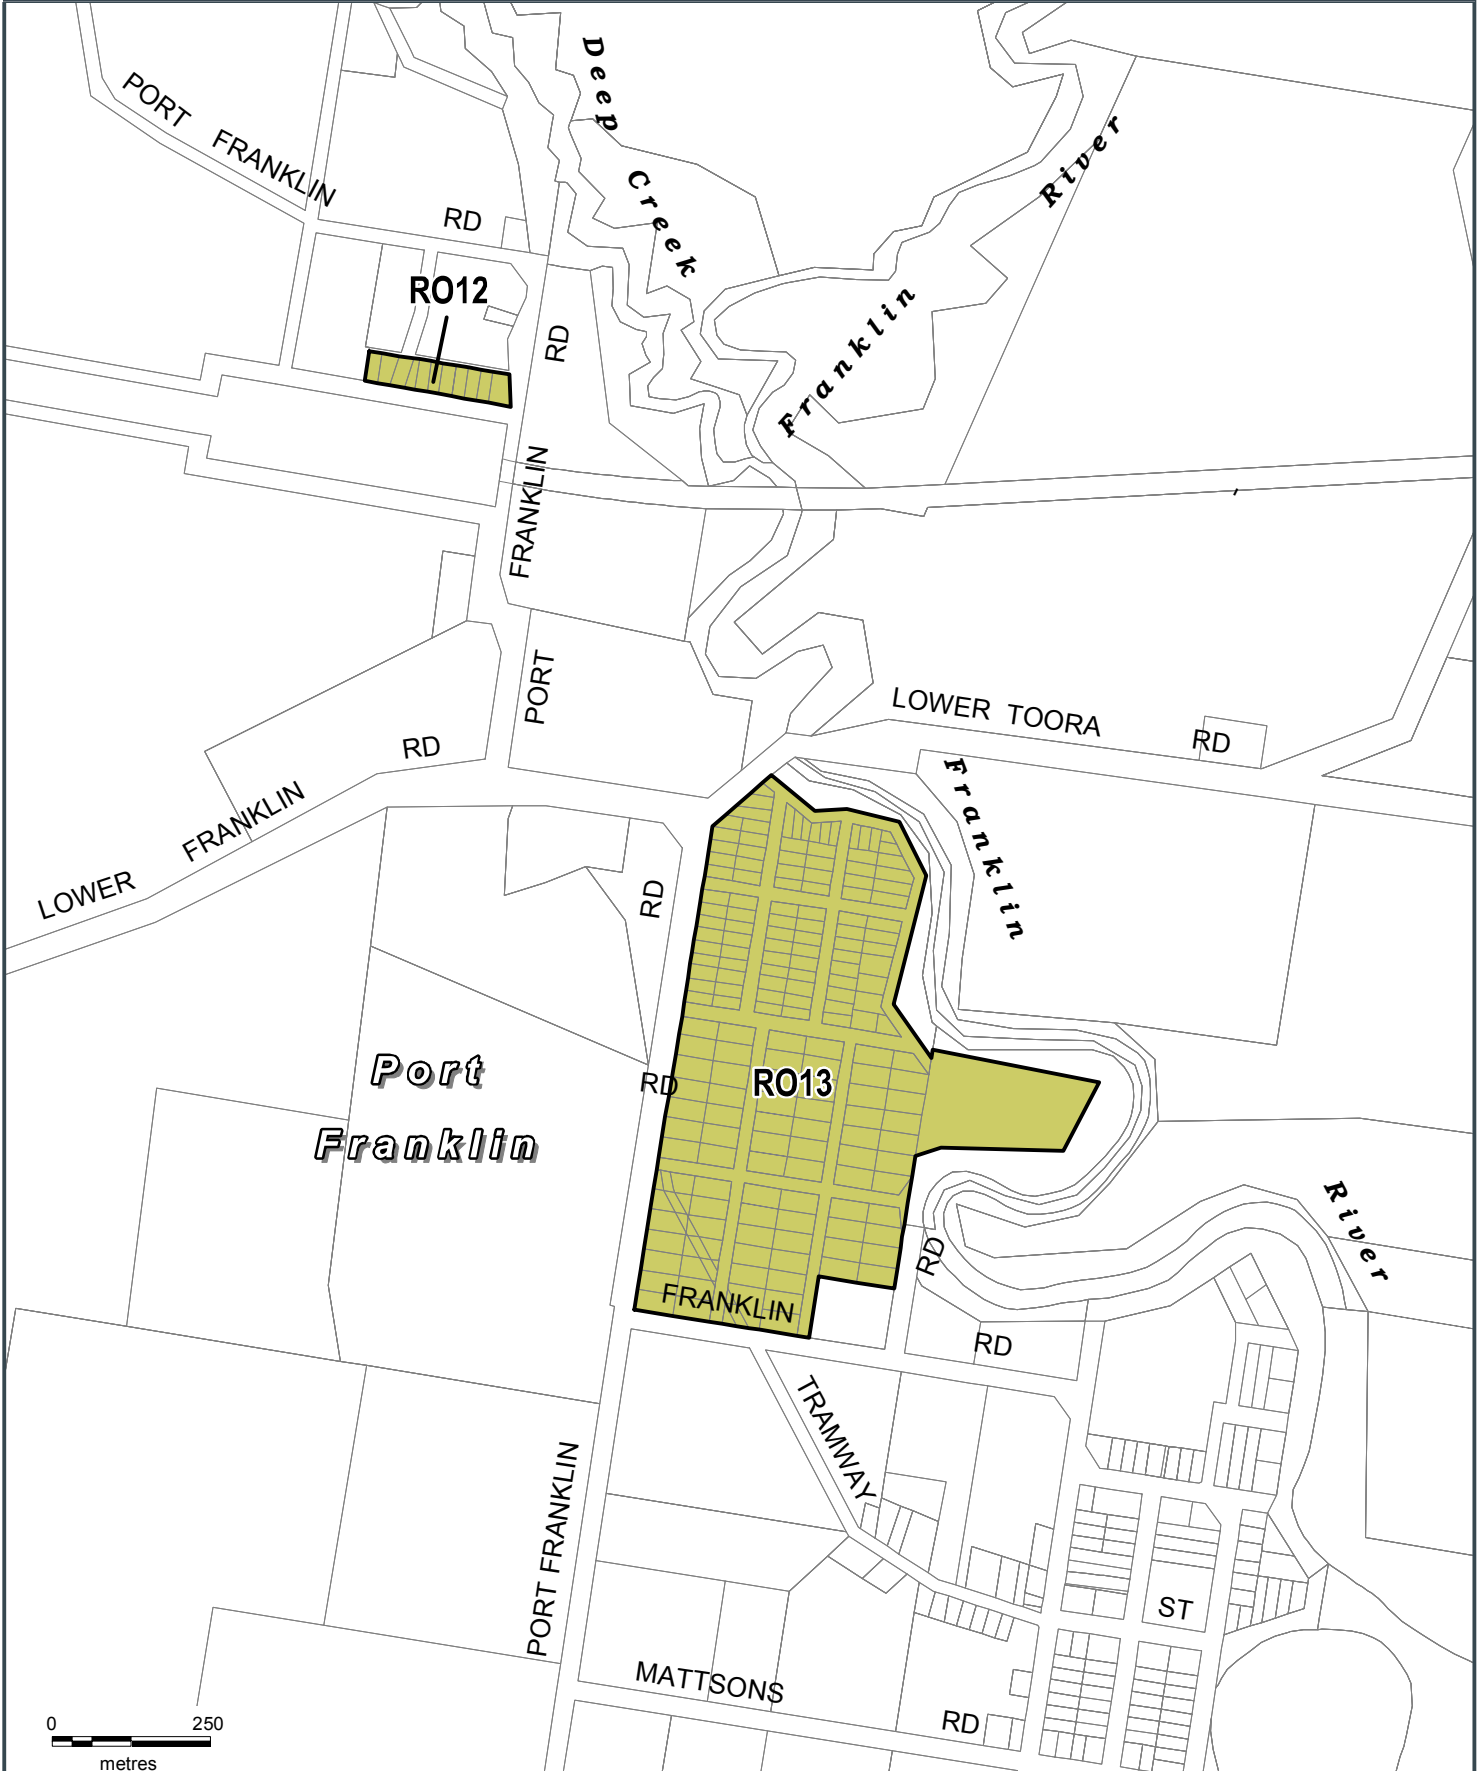 Deep
Creek
PORT FRANKLIN
RD
River
Franklin
RO12
RD
FRANKLIN
PORT
LOWER TOORA
RD
RD
FRANKLIN
LOWER
Franklin
RD
Port
Franklin
RD
RO13
River
RD
FRANKLIN
RD
TRAMWAY
PORT FRANKLIN
ST
MATTSONS
RD
0 250
metres